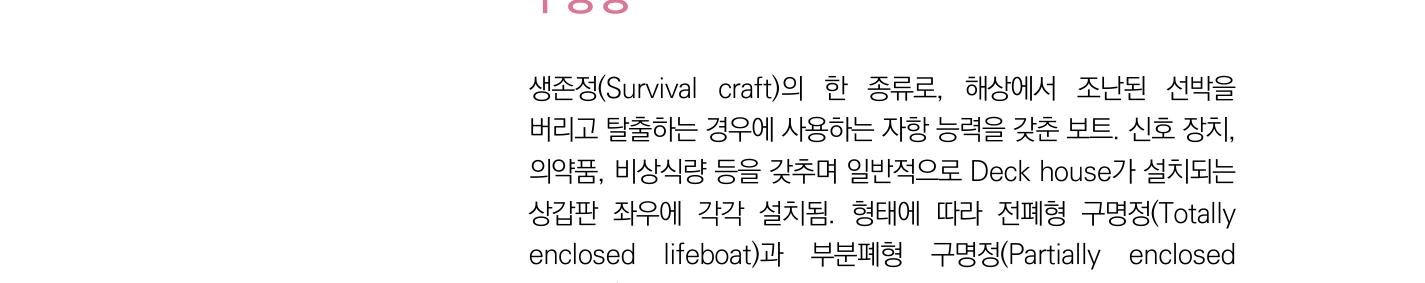 생존정(Survival craft)의 한 종류로, 해상에서 조난된 선박을
버리고 탈출하는 경우에 사용하는 자항 능력을 갖춘 보트. 신호 장치,
의약품, 비상식량 등을 갖추며 일반적으로 Deck house가 설치되는
상갑판 좌우에 각각 설치됨. 형태에 따라 전폐형 구명정(Totally
enclosed lifeboat)과 부분폐형 구명정(Partially enclosed